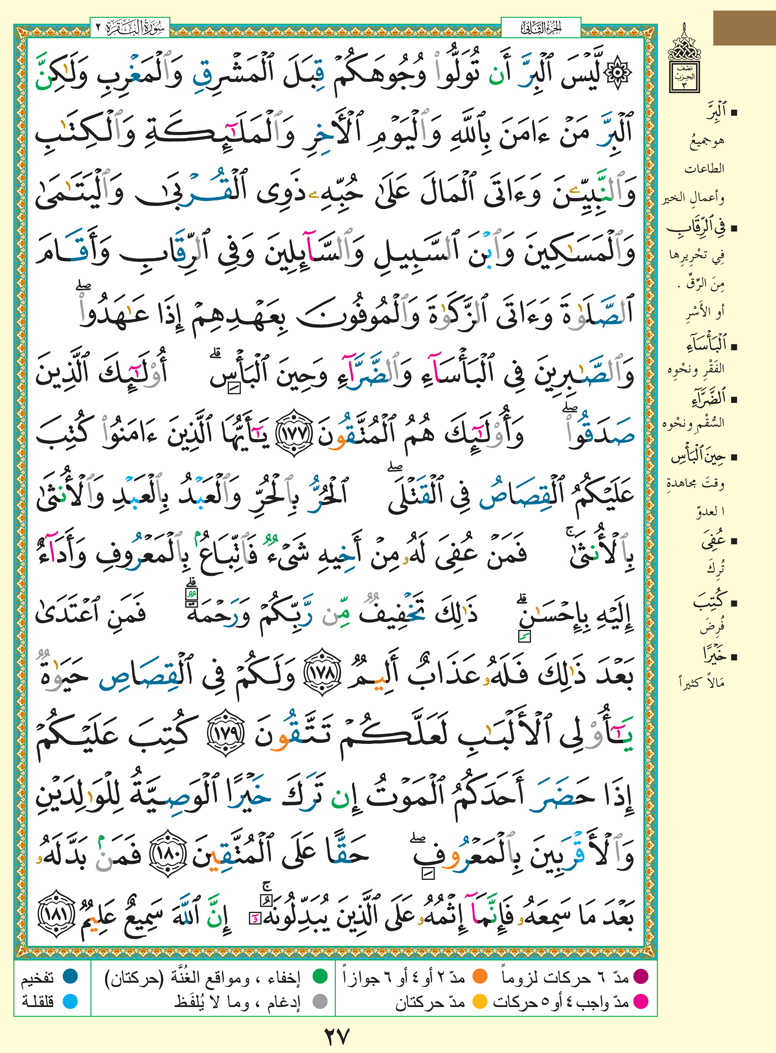 الجزء الثاني
سورة البقرة ٢
۞ لَّيۡسَ ٱلۡبِرَّ أَن تُوَلُّواْ وُجُوهَكُمۡ قِبَلَ ٱلۡمَشۡرِقِ وَٱلۡمَغۡرِبِ وَلَٰكِنَّ
ٱلۡبِرَّ مَنۡ ءَامَنَ بِٱللَّهِ وَٱلۡيَوۡمِ ٱلۡأٓخِرِ وَٱلۡمَلَٰٓئِكَةِ وَٱلۡكِتَٰبِ
وَٱلنَّبِيِّـۧنَ وَءَاتَى ٱلۡمَالَ عَلَىٰ حُبِّهِۦ ذَوِي ٱلۡقُرۡبَىٰ وَٱلۡيَتَٰمَىٰ
وَٱلۡمَسَٰكِينَ وَٱبۡنَ ٱلسَّبِيلِ وَٱلسَّآئِلِينَ وَفِي ٱلرِّقَابِ وَأَقَامَ
ٱلصَّلَوٰةَ وَءَاتَى ٱلزَّكَوٰةَ وَٱلۡمُوفُونَ بِعَهۡدِهِمۡ إِذَا عَٰهَدُواْۖ
وَٱلصَّٰبِرِينَ فِي ٱلۡبَأۡسَآءِ وَٱلضَّرَّآءِ وَحِينَ ٱلۡبَأۡسِۗ أُوْلَٰٓئِكَ ٱلَّذِينَ
صَدَقُواْۖ وَأُوْلَٰٓئِكَ هُمُ ٱلۡمُتَّقُونَ ١٧٧ يَٰٓأَيُّهَا ٱلَّذِينَ ءَامَنُواْ كُتِبَ
عَلَيۡكُمُ ٱلۡقِصَاصُ فِي ٱلۡقَتۡلَىۖ ٱلۡحُرُّ بِٱلۡحُرِّ وَٱلۡعَبۡدُ بِٱلۡعَبۡدِ وَٱلۡأُنثَىٰ
بِٱلۡأُنثَىٰۚ فَمَنۡ عُفِيَ لَهُۥ مِنۡ أَخِيهِ شَيۡءٞ فَٱتِّبَاعُۢ بِٱلۡمَعۡرُوفِ وَأَدَآءٌ
إِلَيۡهِ بِإِحۡسَٰنٖۗ ذَٰلِكَ تَخۡفِيفٞ مِّن رَّبِّكُمۡ وَرَحۡمَةٞۗ فَمَنِ ٱعۡتَدَىٰ
بَعۡدَ ذَٰلِكَ فَلَهُۥ عَذَابٌ أَلِيمٞ ١٧٨ وَلَكُمۡ فِي ٱلۡقِصَاصِ حَيَوٰةٞ
يَٰٓأُوْلِي ٱلۡأَلۡبَٰبِ لَعَلَّكُمۡ تَتَّقُونَ ١٧٩ كُتِبَ عَلَيۡكُمۡ
إِذَا حَضَرَ أَحَدَكُمُ ٱلۡمَوۡتُ إِن تَرَكَ خَيۡرًا ٱلۡوَصِيَّةُ لِلۡوَٰلِدَيۡنِ
وَٱلۡأَقۡرَبِينَ بِٱلۡمَعۡرُوفِۖ حَقًّا عَلَى ٱلۡمُتَّقِينَ ١٨٠ فَمَنۢ بَدَّلَهُۥ
بَعۡدَ مَا سَمِعَهُۥ فَإِنَّمَآ إِثۡمُهُۥ عَلَى ٱلَّذِينَ يُبَدِّلُونَهُۥٓۚ إِنَّ ٱللَّهَ سَمِيعٌ عَلِيمٞ ١٨١
نصف
الحزب
٣
ٱلۡبِرَّ
هو جميعُ
الطاعات
وأعمالِ الخير
فِي ٱلرِّقَابِ
فِي تحْرِيرِها
مِنَ الرِّقِّ .
أو الأَسْرِ
ٱلۡبَأۡسَآءِ
الفَقْرِ ونحْوِه
ٱلضَّرَّآءِ
السُّقْمِ ونحْوه
حِينَ ٱلۡبَأۡسِ
وقتَ مجاهدةِ
العدوّ
عُفِيَ
تُرِكَ
كُتِبَ
فُرِضَ
خَيۡرًا
مَالاً كثيراً
مدّ ٦ حركات لزوماً
مدّ ٢ أو ٤ أو ٦ جوازاً
إخفاء ، ومواقع الغُنَّة (حركتان)
تفخيم
مدّ واجب ٤ أو ٥ حركات
مدّ حركتان
إدغام ، وما لا يُلفَظ
قلقلة
٢٧